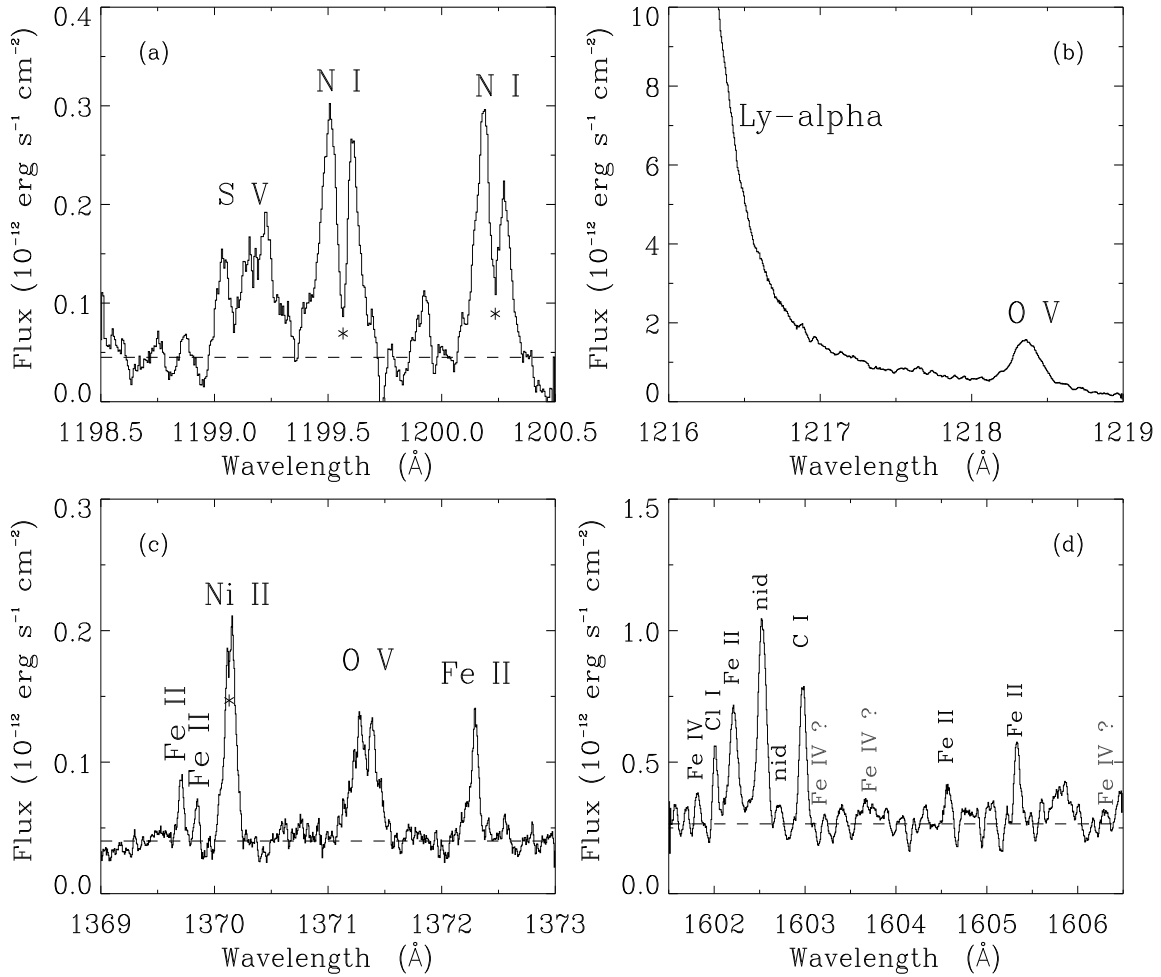 (a)
N I
N I
S V
*
*
0.4
0.3
0.2
0.1
0.0
Flux (10⁻¹² erg s⁻¹ cm⁻²)
1198.5 1199.0 1199.5 1200.0 1200.5
Wavelength (Å)
(b)
Ly-alpha
O V
10
8
6
4
2
0
Flux (10⁻¹² erg s⁻¹ cm⁻²)
1216 1217 1218 1219
Wavelength (Å)
(c)
Ni II
*
Fe II
Fe II
O V
Fe II
0.3
0.2
0.1
0.0
Flux (10⁻¹² erg s⁻¹ cm⁻²)
1369 1370 1371 1372 1373
Wavelength (Å)
(d)
Fe IV
Cl I
Fe II
nid
nid
C I
Fe IV ?
Fe IV ?
Fe II
Fe II
Fe IV ?
1.5
1.0
0.5
0.0
Flux (10⁻¹² erg s⁻¹ cm⁻²)
1602 1603 1604 1605 1606
Wavelength (Å)